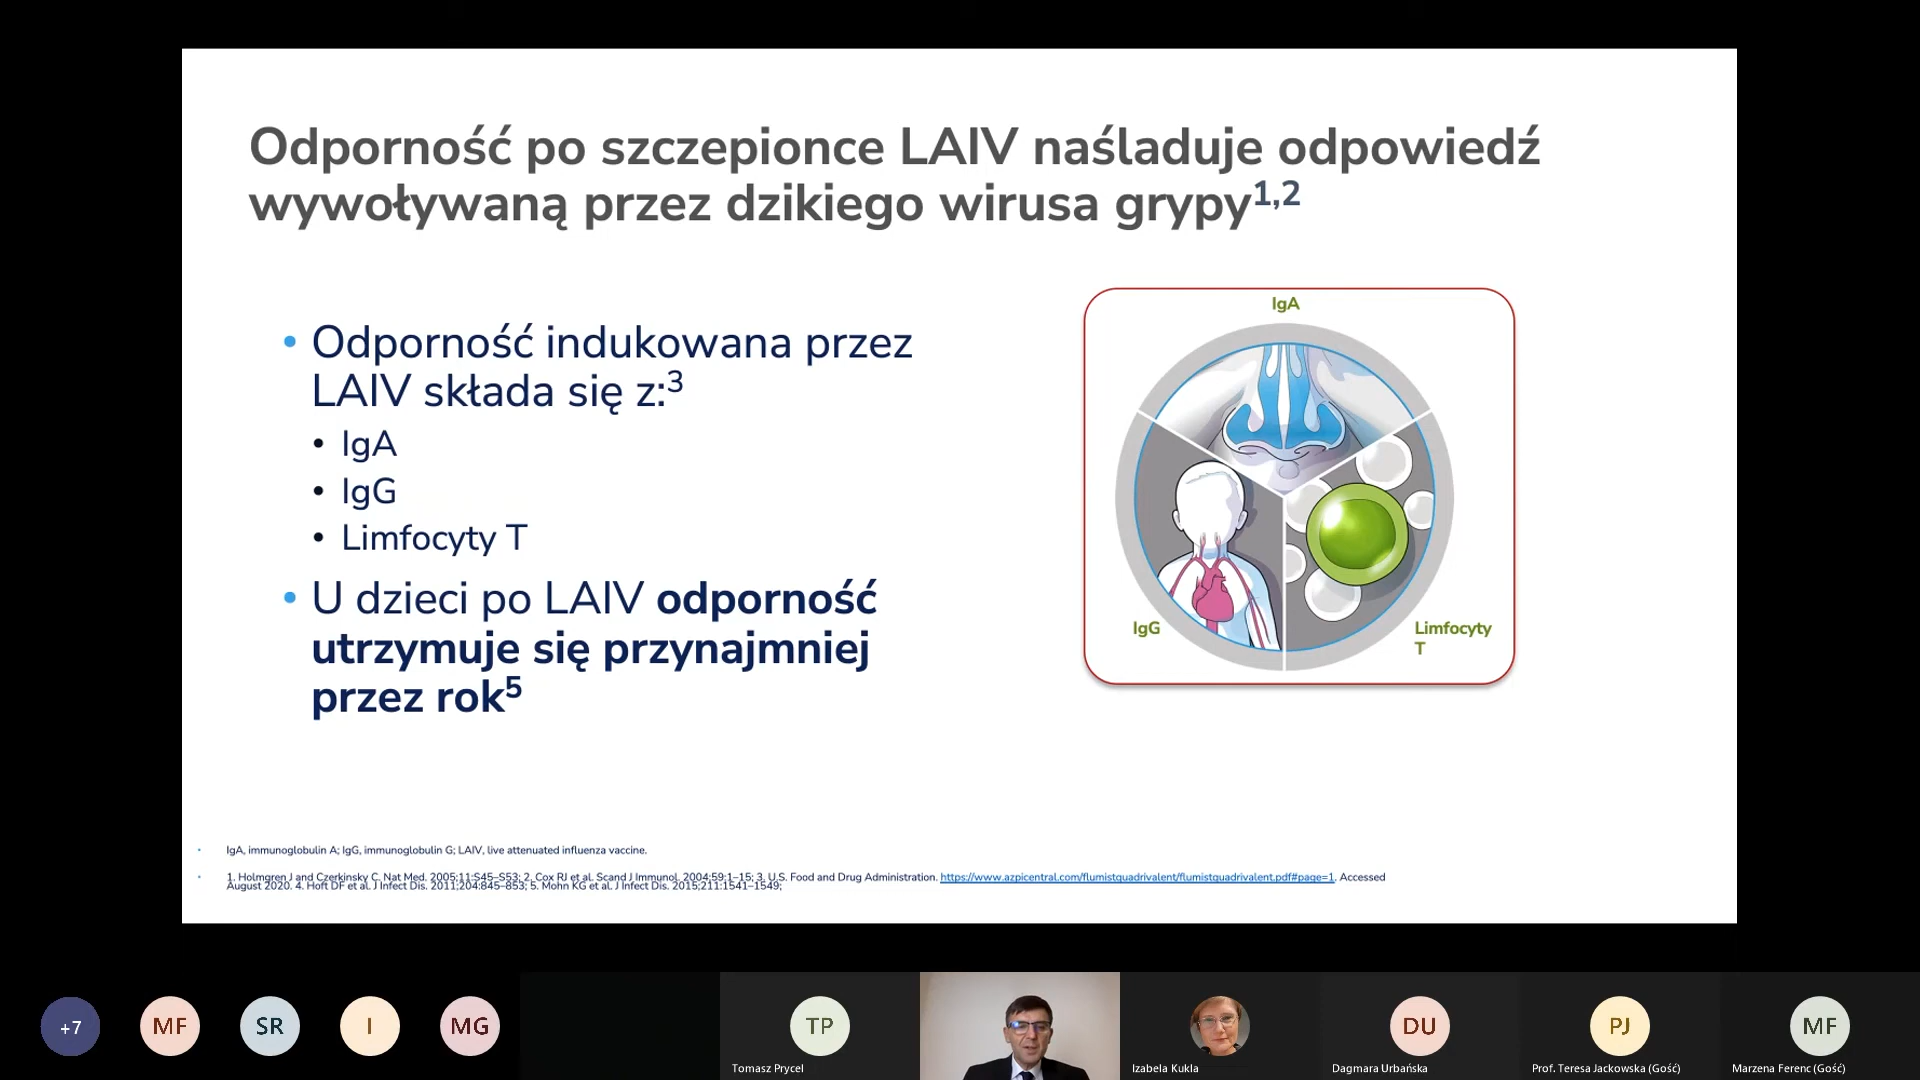 Odporność po szczepionce LAIV naśladuje odpowiedź
wywoływaną przez dzikiego wirusa grypy1,2
• Odporność indukowana przez
LAIV składa się z:3
• IgA
• IgG
• Limfocyty T
• U dzieci po LAIV odporność
utrzymuje się przynajmniej
przez rok5
IgA
IgG
Limfocyty
T
• IgA, immunoglobulin A; IgG, immunoglobulin G; LAIV, live attenuated influenza vaccine.
• 1. Holmgren J and Czerkinsky C. Nat Med. 2005;11:S45–S53; 2. Cox RJ et al. Scand J Immunol. 2004;59:1–15; 3. U.S. Food and Drug Administration. https://www.azpicentral.com/flumistquadrivalent/flumistquadrivalent.pdf#page=1. Accessed
August 2020. 4. Hoft DF et al. J Infect Dis. 2011;204:845–853; 5. Mohn KG et al. J Infect Dis. 2015;211:1541–1549;
+7
MF
SR
I
MG
TP
DU
PJ
MF
Tomasz Prycel
Izabela Kukla
Dagmara Urbańska
Prof. Teresa Jackowska (Gość)
Marzena Ferenc (Gość)